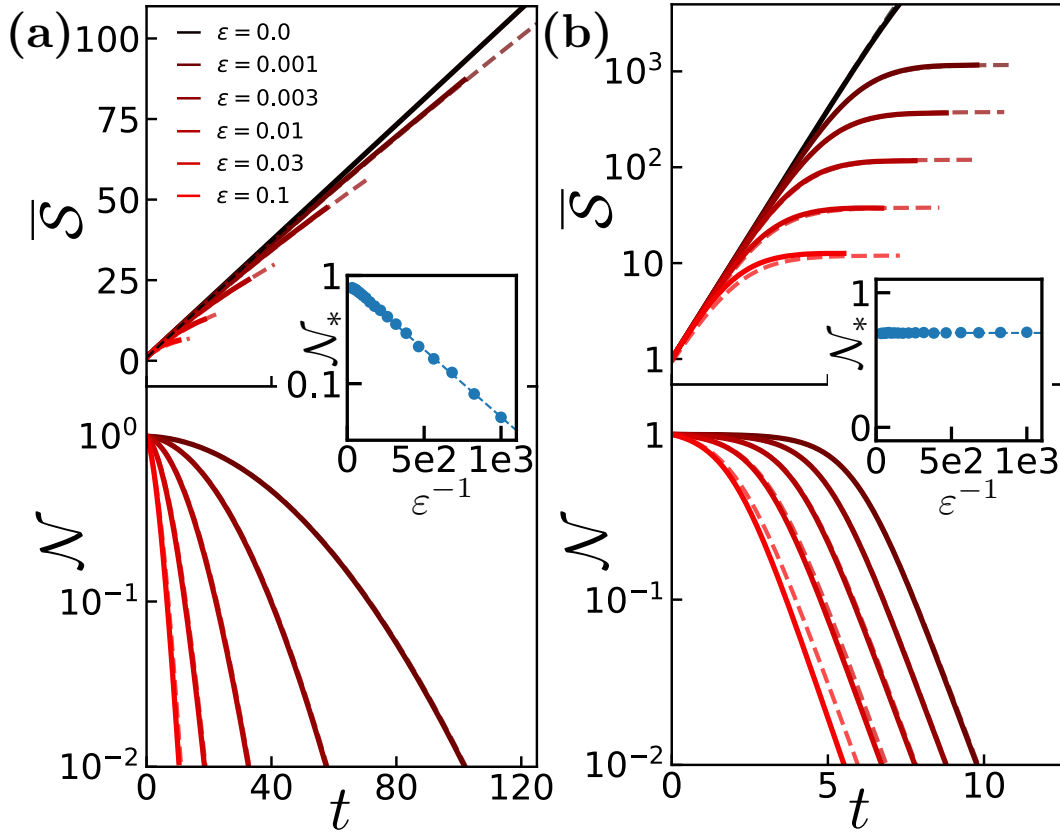 (a)
100
75
50
25
0
S̅
ε = 0.0
ε = 0.001
ε = 0.003
ε = 0.01
ε = 0.03
ε = 0.1
1
0.1
𝒩*
0 5e2 1e3
ε⁻¹
10⁰
10⁻¹
10⁻²
𝒩
0 40 80 120
t
(b)
10³
10²
10
1
S̅
1
0
𝒩*
0 5e2 1e3
ε⁻¹
1
10⁻¹
10⁻²
𝒩
0 5 10
t